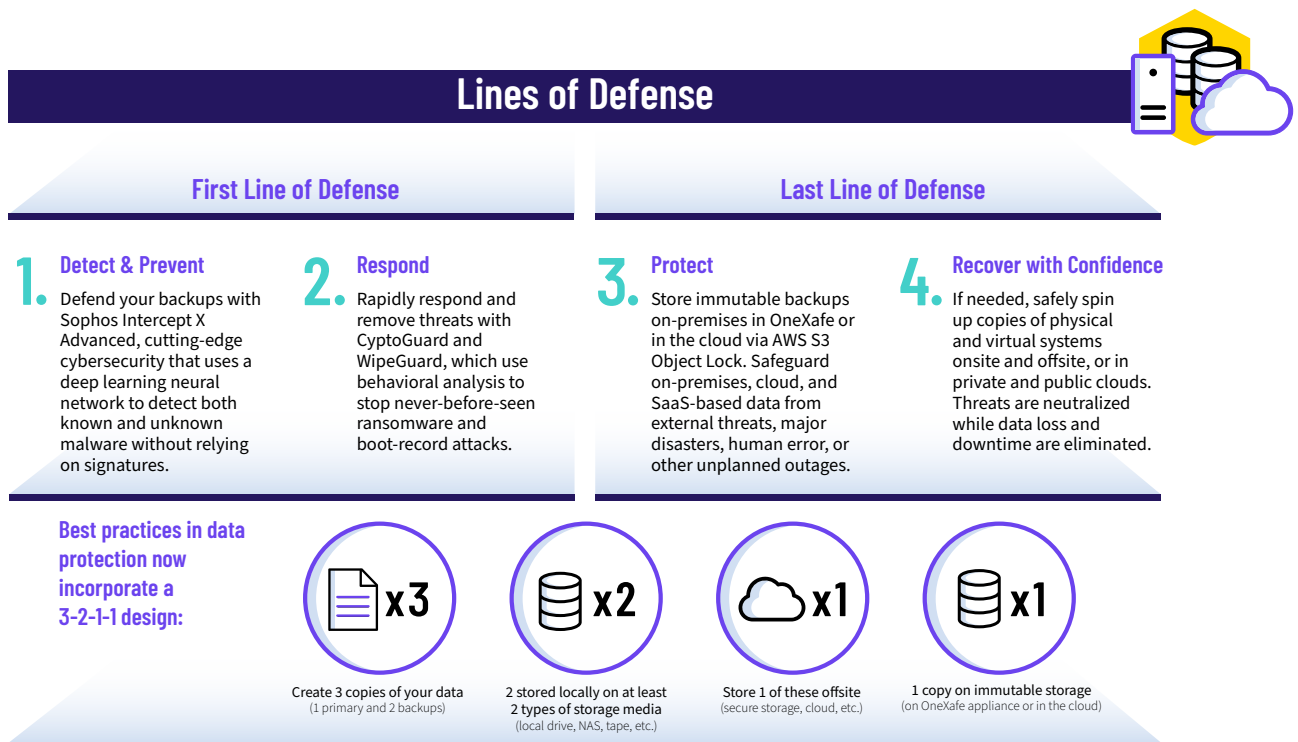 Lines of Defense
First Line of Defense
Last Line of Defense
1.
Detect & Prevent
Defend your backups with
Sophos Intercept X
Advanced, cutting-edge
cybersecurity that uses a
deep learning neural
network to detect both
known and unknown
malware without relying
on signatures.
2.
Respond
Rapidly respond and
remove threats with
CyptoGuard and
WipeGuard, which use
behavioral analysis to
stop never-before-seen
ransomware and
boot-record attacks.
3.
Protect
Store immutable backups
on-premises in OneXafe or
in the cloud via AWS S3
Object Lock. Safeguard
on-premises, cloud, and
SaaS-based data from
external threats, major
disasters, human error, or
other unplanned outages.
4.
Recover with Confidence
If needed, safely spin
up copies of physical
and virtual systems
onsite and offsite, or in
private and public clouds.
Threats are neutralized
while data loss and
downtime are eliminated.
Best practices in data
protection now
incorporate a
3-2-1-1 design:
x3
Create 3 copies of your data
(1 primary and 2 backups)
x2
2 stored locally on at least
2 types of storage media
(local drive, NAS, tape, etc.)
x1
Store 1 of these offsite
(secure storage, cloud, etc.)
x1
1 copy on immutable storage
(on OneXafe appliance or in the cloud)